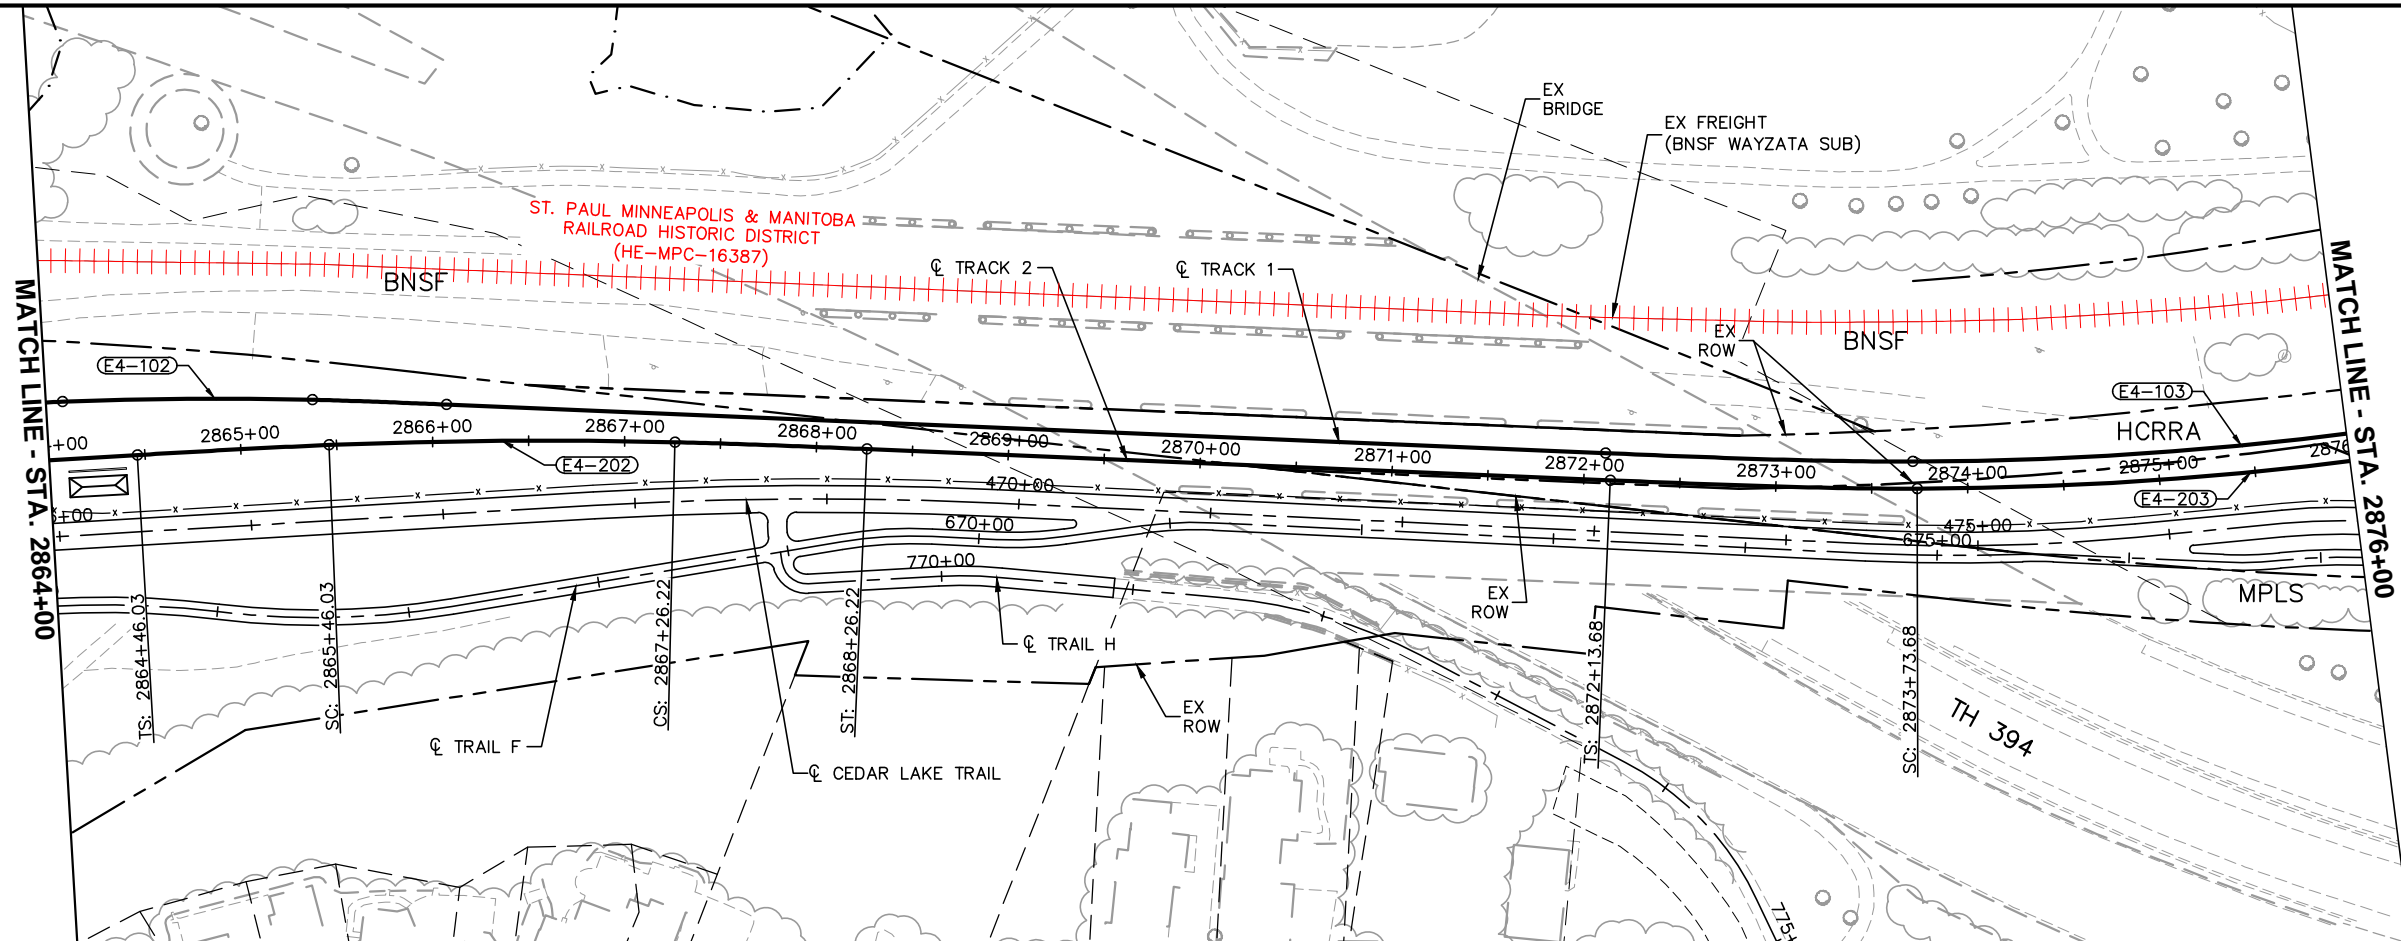 EX
BRIDGE
EX FREIGHT
(BNSF WAYZATA SUB)
ST. PAUL MINNEAPOLIS & MANITOBA
RAILROAD HISTORIC DISTRICT
(HE-MPC-16387)
℄ TRACK 2
℄ TRACK 1
BNSF
EX
ROW
BNSF
MATCH LINE - STA. 2864+00
MATCH LINE - STA. 2876+00
E4-102
E4-103
HCRRA
+00
2865+00
2866+00
2867+00
2868+00
2869+00
2870+00
2871+00
2872+00
2873+00
2874+00
2875+00
2876
E4-202
E4-203
470+00
475+00
+00
670+00
675+00
770+00
EX
ROW
MPLS
TS: 2864+46.03
SC: 2865+46.03
CS: 2867+26.22
ST: 2868+26.22
TS: 2872+13.68
SC: 2873+73.68
℄ TRAIL H
EX
ROW
℄ TRAIL F
℄ CEDAR LAKE TRAIL
TH 394
775+